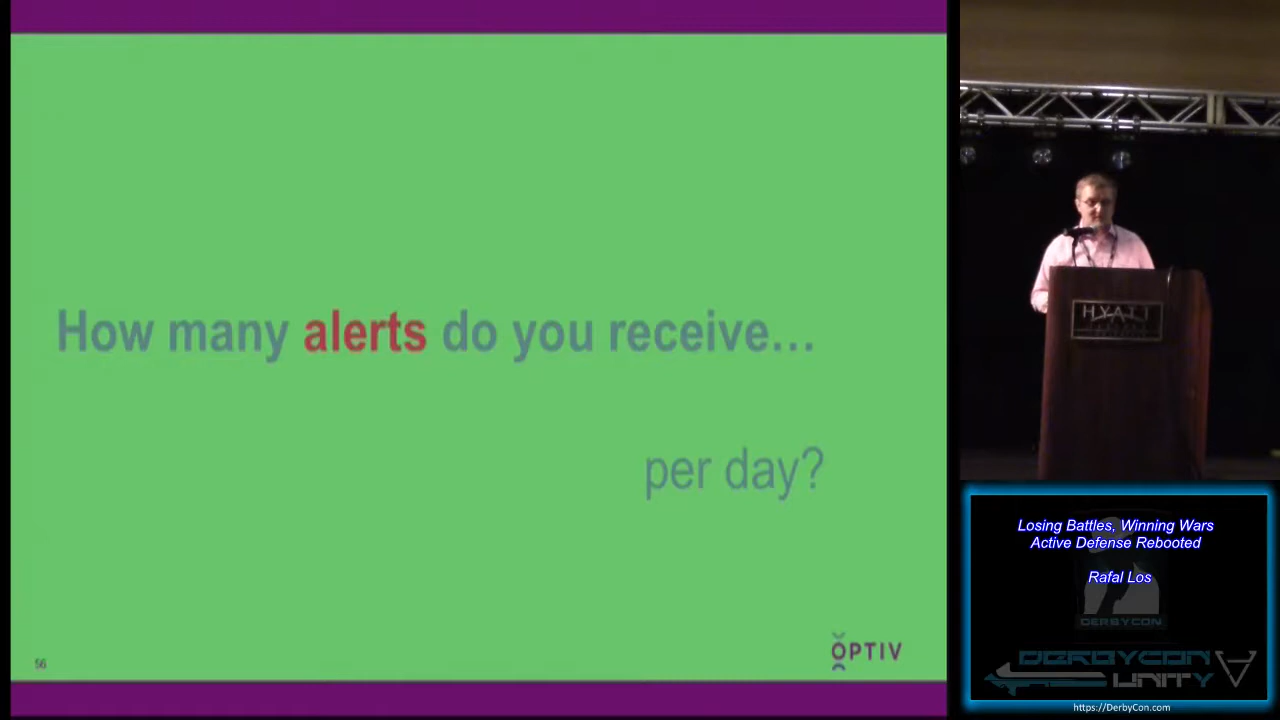 How many alerts do you receive...
per day?
56
OPTIV
HYATT
Losing Battles, Winning Wars
Active Defense Rebooted
Rafal Los
DERBYCON
DERBYCON
UNITY
https://DerbyCon.com